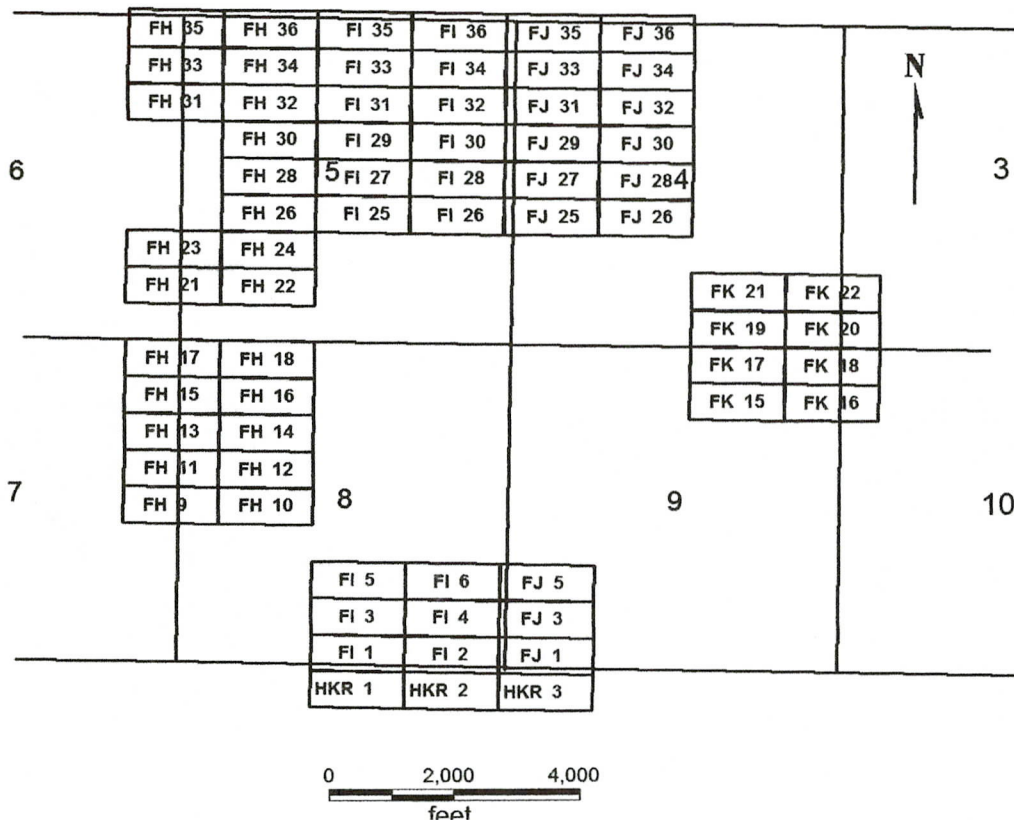 FH 35 FH 36 FI 35 FI 36 FJ 35 FJ 36
FH 33 FH 34 FI 33 FI 34 FJ 33 FJ 34
N
FH 31 FH 32 FI 31 FI 32 FJ 31 FJ 32
FH 30 FI 29 FI 30 FJ 29 FJ 30
6 FH 28 5 FI 27 FI 28 FJ 27 FJ 28 4 3
FH 26 FI 25 FI 26 FJ 25 FJ 26
FH 23 FH 24
FH 21 FH 22
FK 21 FK 22
FK 19 FK 20
FH 17 FH 18
FK 17 FK 18
FH 15 FH 16
FK 15 FK 16
FH 13 FH 14
FH 11 FH 12
7 FH 9 FH 10 8 9 10
FI 5 FI 6 FJ 5
FI 3 FI 4 FJ 3
FI 1 FI 2 FJ 1
HKR 1 HKR 2 HKR 3
0 2,000 4,000
feet